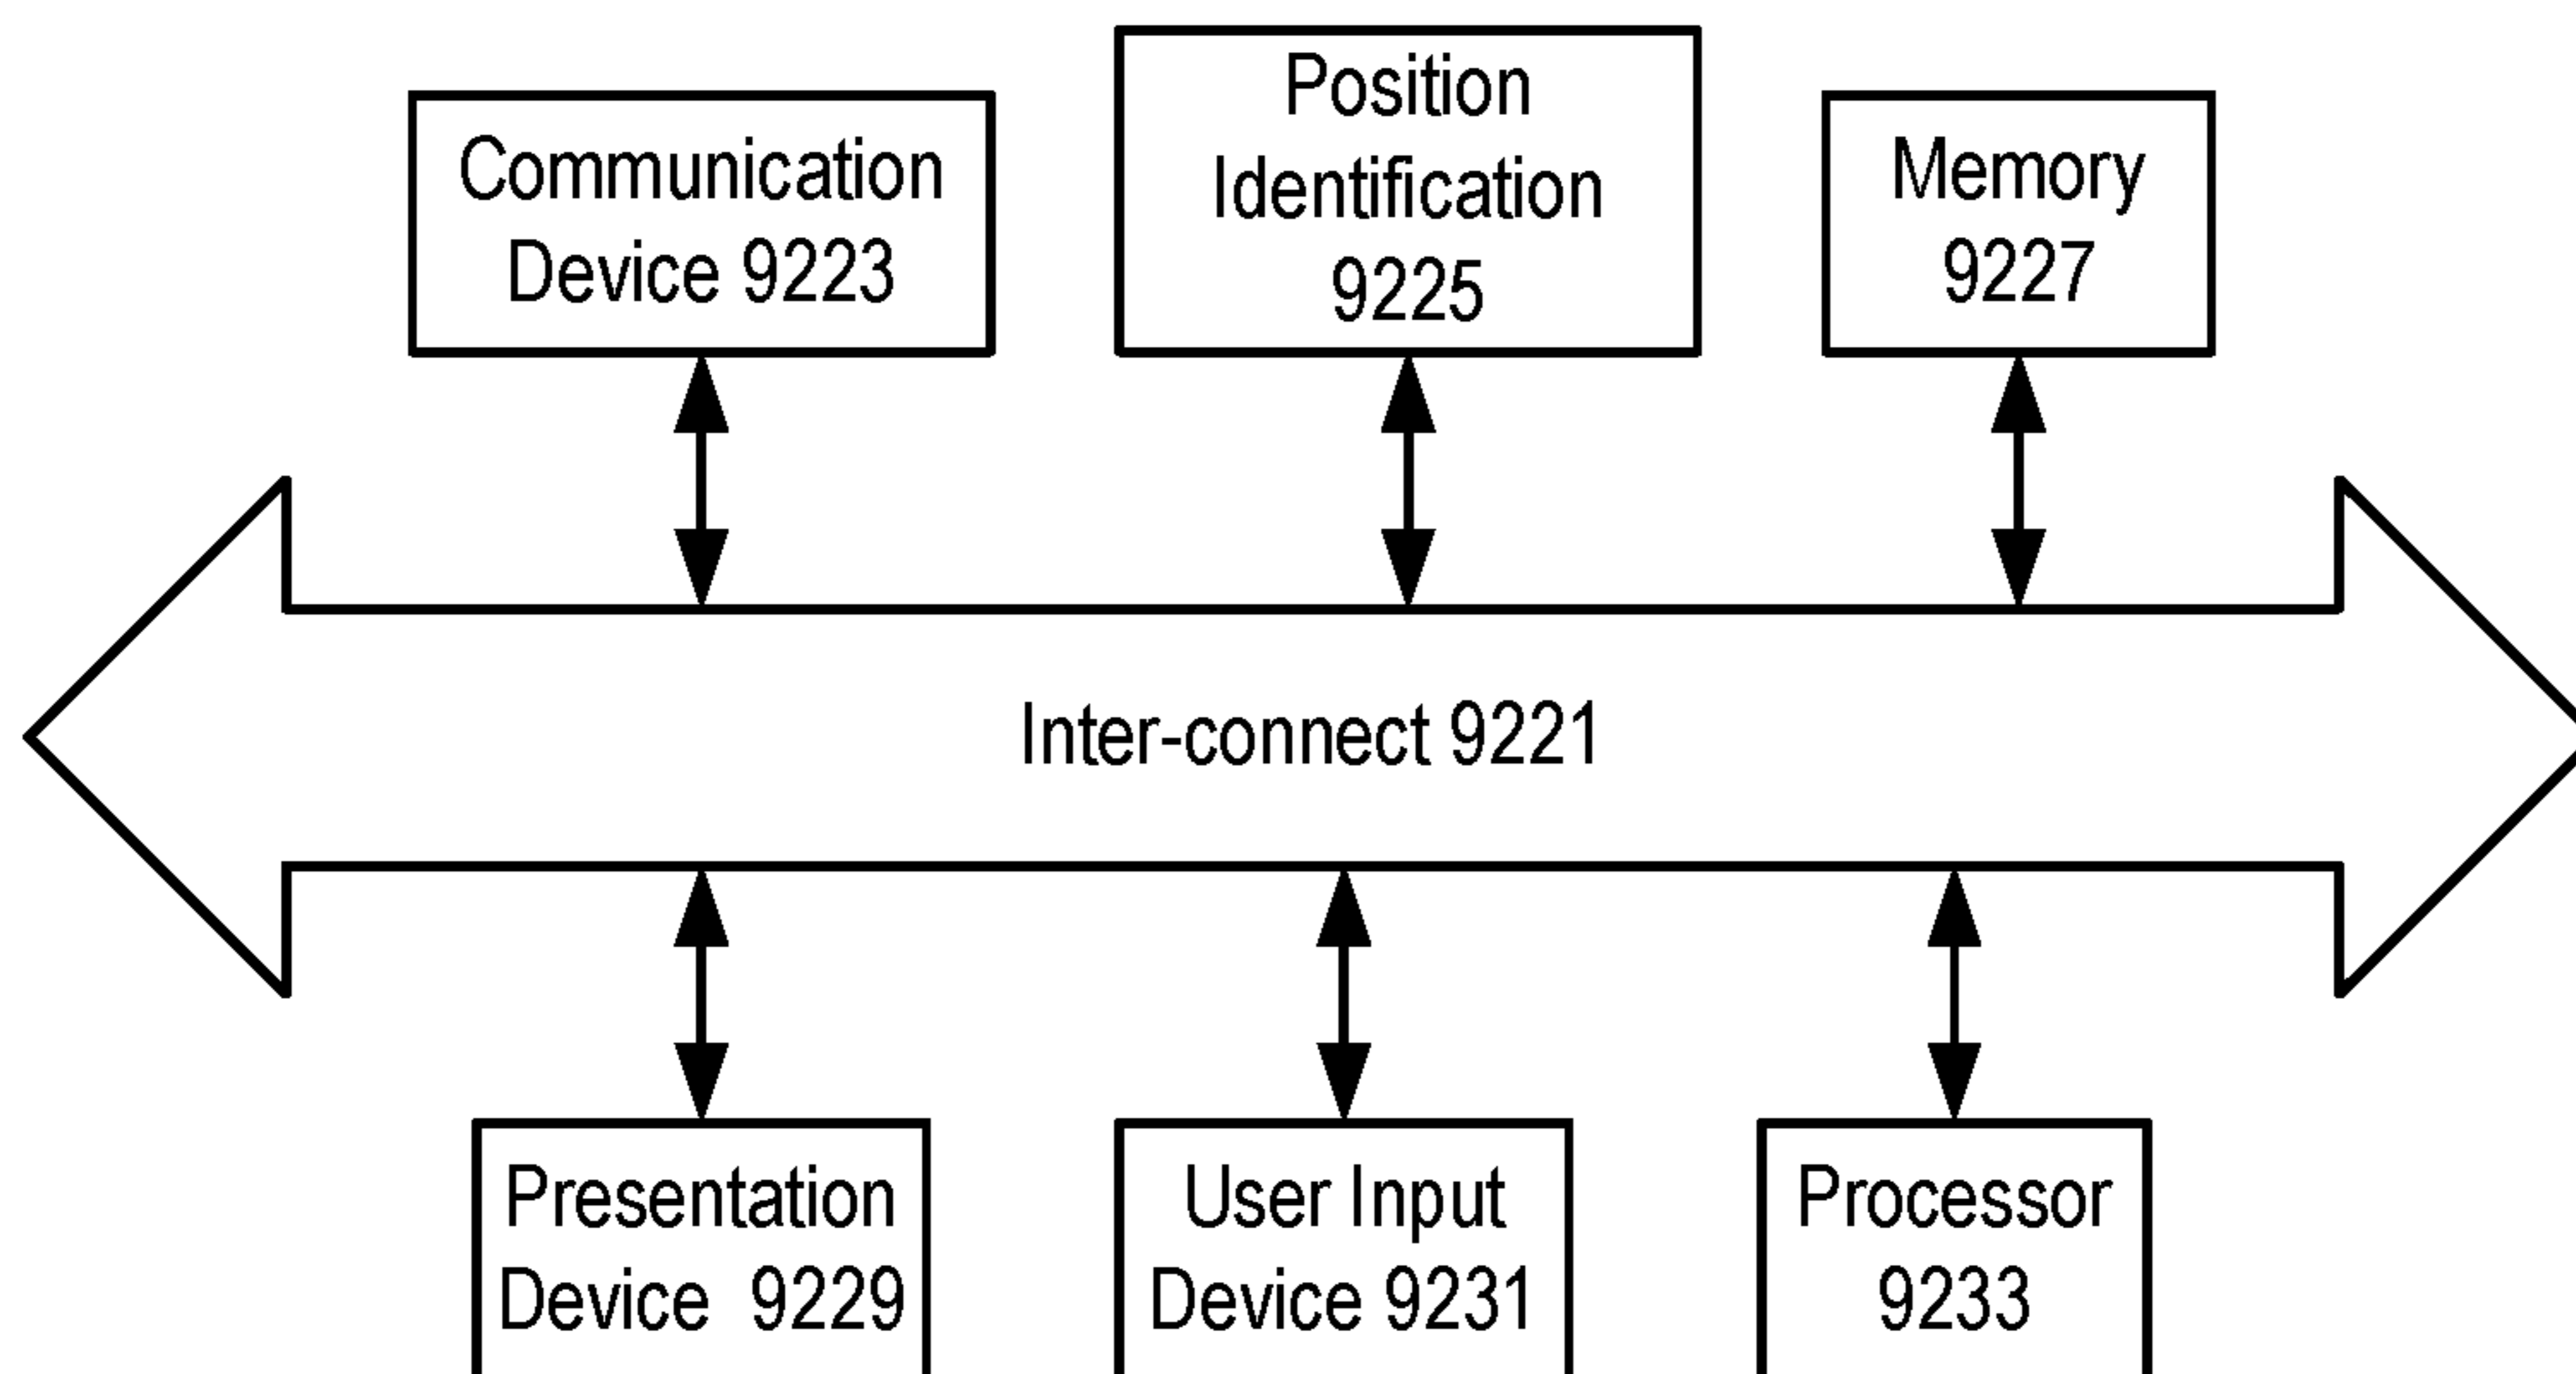 Communication
Device 9223
Position
Identification
9225
Memory
9227
Inter-connect 9221
Presentation
Device 9229
User Input
Device 9231
Processor
9233